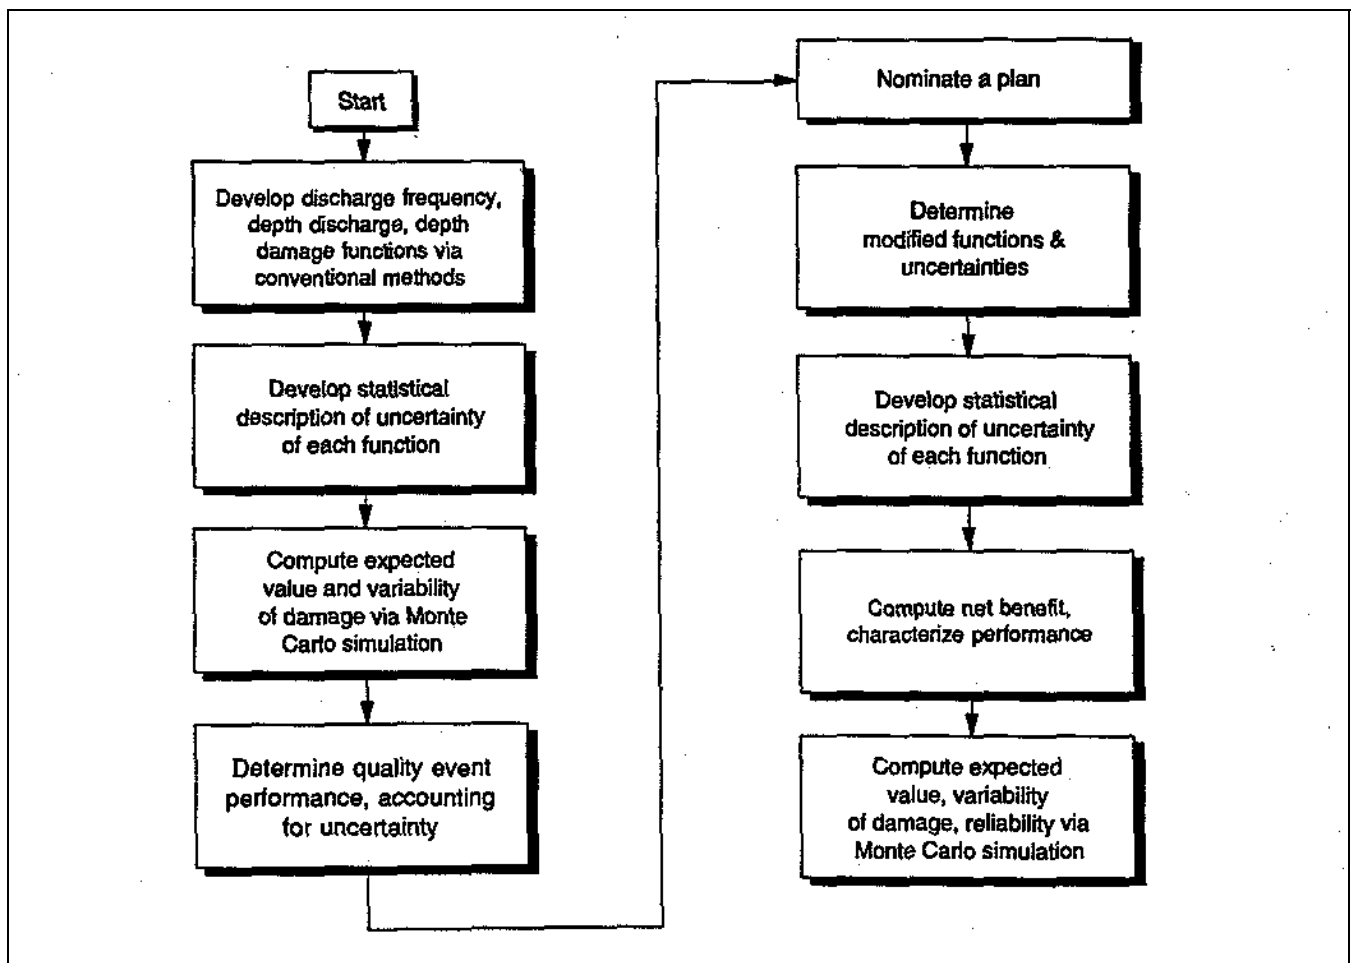 Start
Develop discharge frequency,
depth discharge, depth
damage functions via
conventional methods
Develop statistical
description of uncertainty
of each function
Compute expected
value and variability
of damage via Monte
Carlo simulation
Determine quality event
performance, accounting
for uncertainty
Nominate a plan
Determine
modified functions &
uncertainties
Develop statistical
description of uncertainty
of each function
Compute net benefit,
characterize performance
Compute expected
value, variability
of damage, reliability via
Monte Carlo simulation